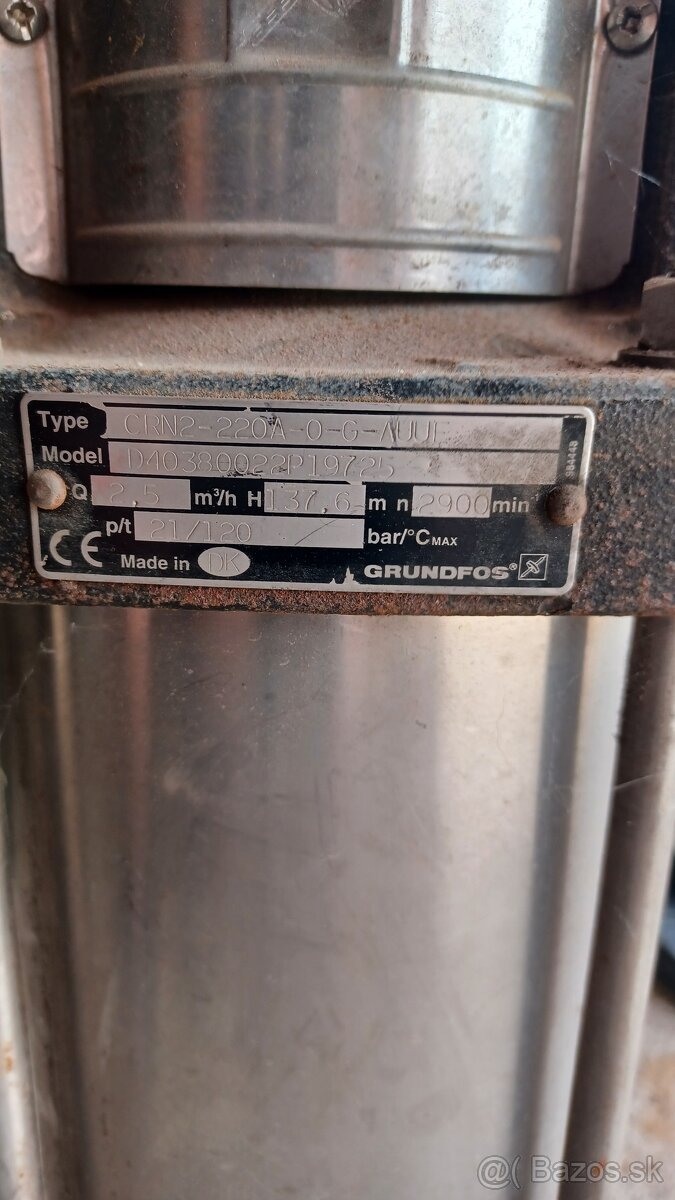 Type CRN2-220A-0-G-AUUE
Model D40380022P19725
Q 2,5 m³/h H 137,6 m n 2900 min
p/t 21/120 bar/°CMAX
CE Made in DK GRUNDFOS®
@ Bazos.sk